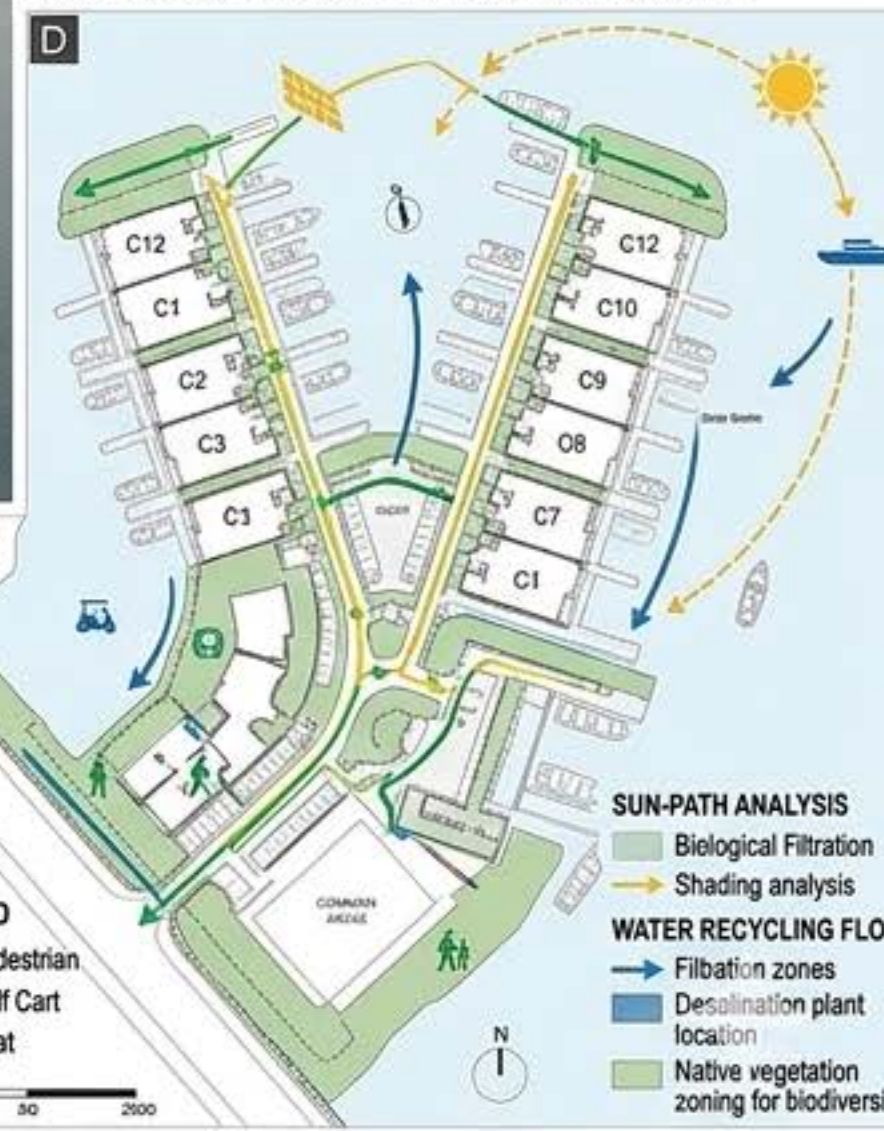 D
C12
C12
C1
C10
C2
C9
C3
O8
C3
C7
C1
SUN-PATH ANALYSIS
Bielogical Filtration
Shading analysis
WATER RECYCLING FLO
Filbation zones
Desalination plant
location
Native vegetation
zoning for biodiversi
N
D
destrian
lf Cart
at
50
2600